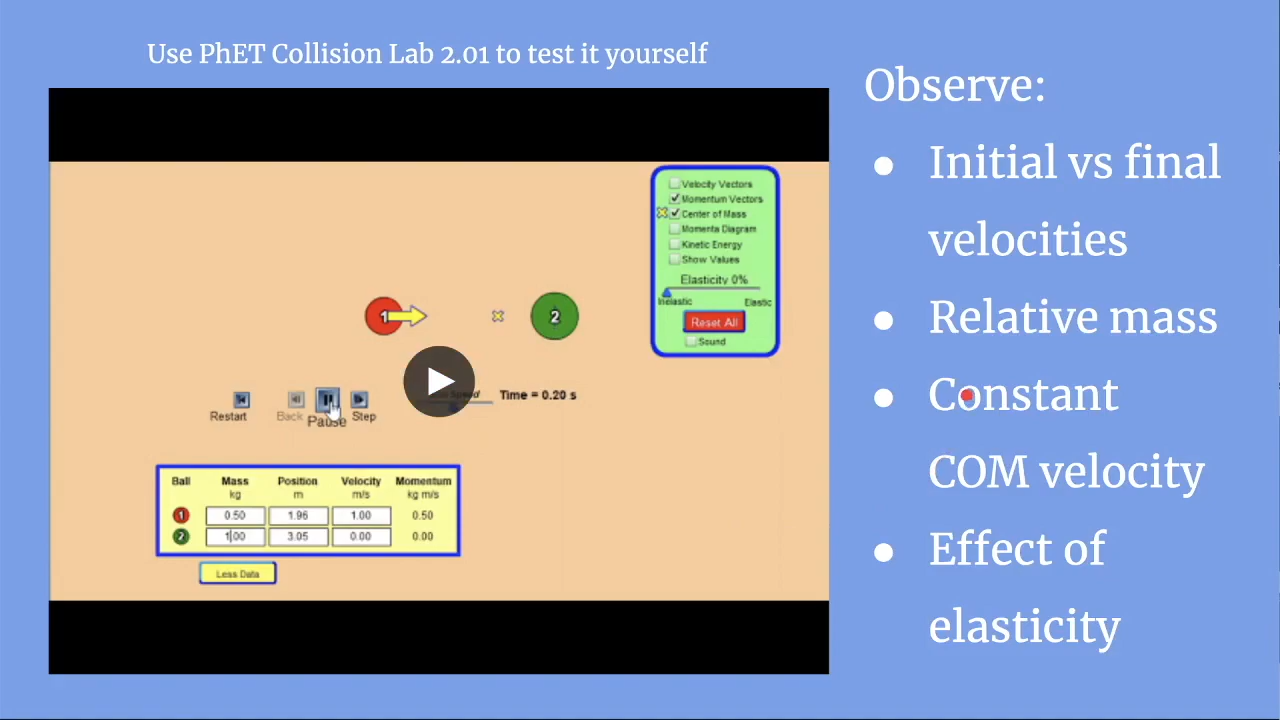 Use PhET Collision Lab 2.01 to test it yourself
Observe:
● Initial vs final
velocities
● Relative mass
● Constant
COM velocity
● Effect of
elasticity
Velocity Vectors
Momentum Vectors
Center of Mass
Momenta Diagram
Kinetic Energy
Show Values
Elasticity 0%
Inelastic Elastic
Reset All
Sound
1 2
Time = 0.20 s
Restart Back Pause Step
Ball Mass Position Velocity Momentum
kg m m/s kg m/s
1 0.50 1.96 1.00 0.50
2 1.00 3.05 0.00 0.00
Less Data